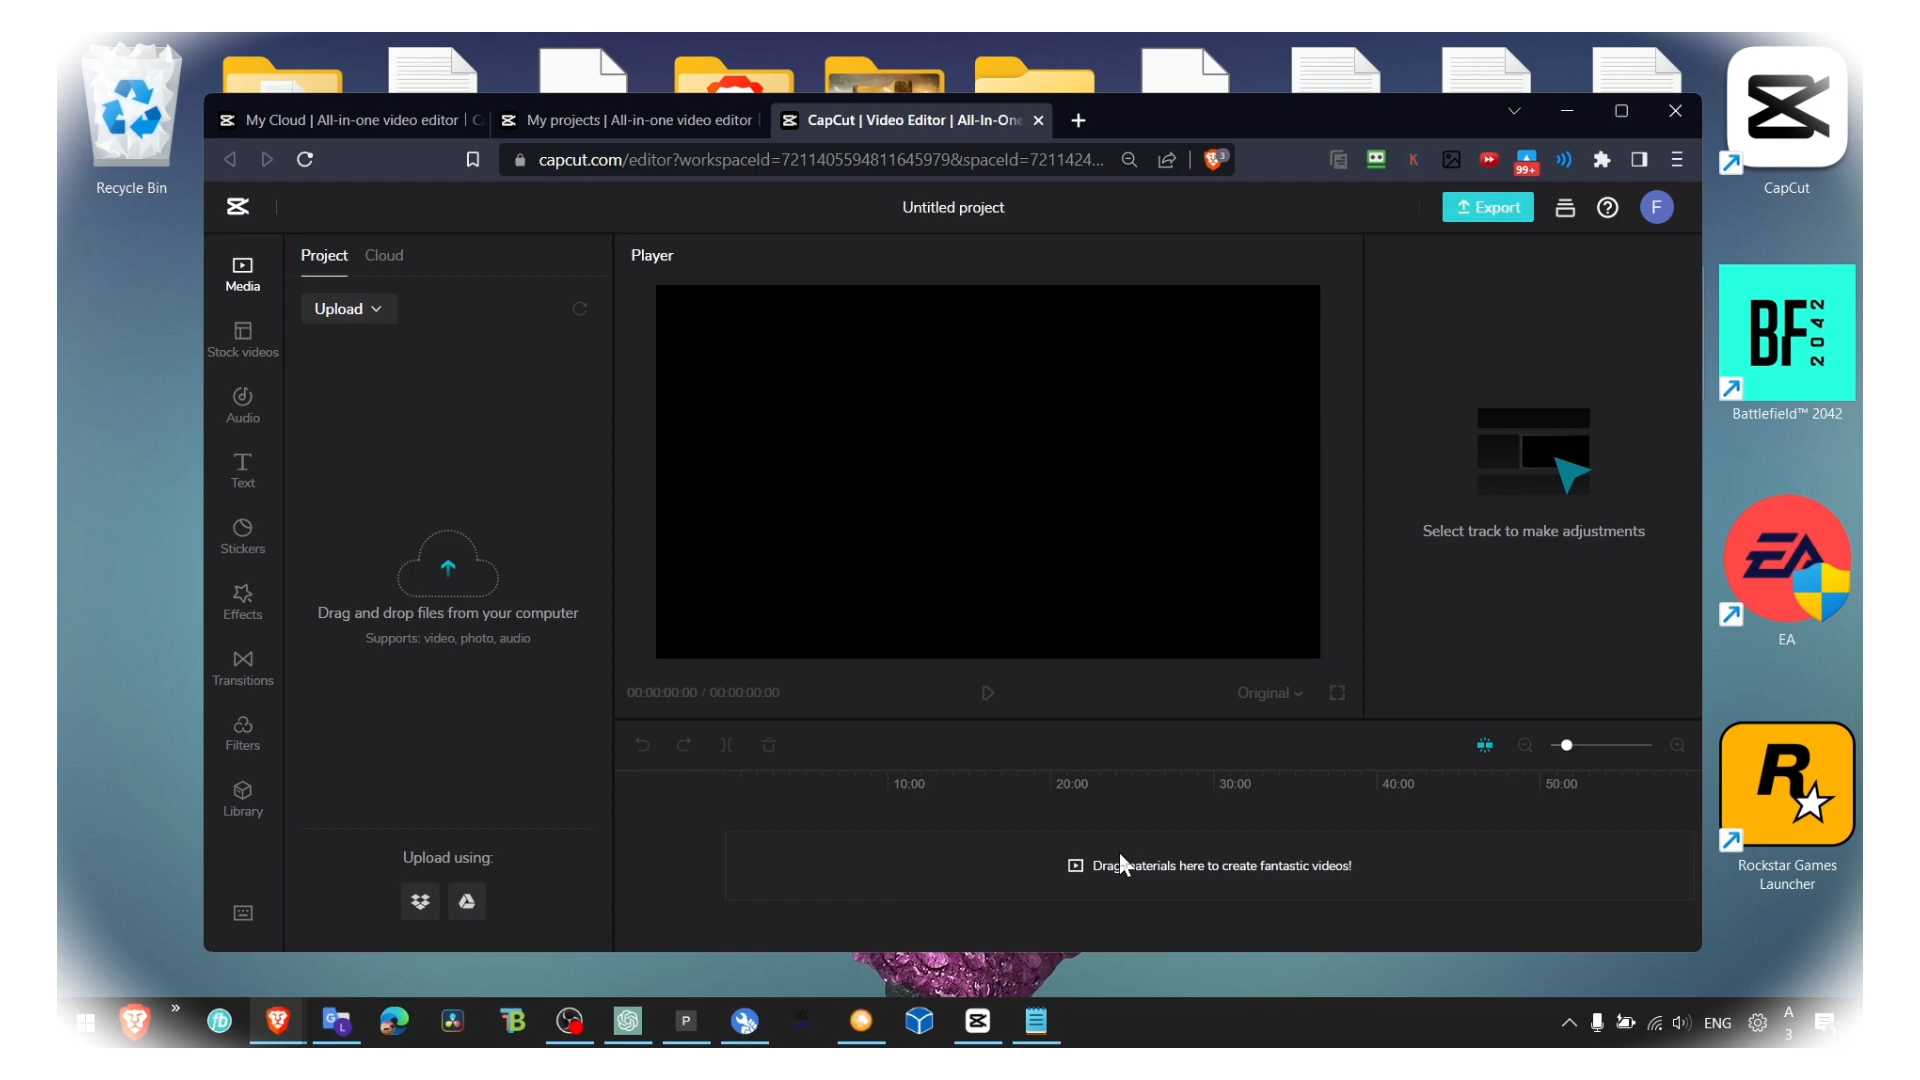 Recycle Bin
My Cloud | All-in-one video editor | C
My projects | All-in-one video editor
CapCut | Video Editor | All-In-One
capcut.com/editor?workspaceId=7211405594811645979&spaceId=7211424...
3
K
99+
CapCut
Untitled project
Export
F
Project
Cloud
Player
Media
Upload
Stock videos
Audio
Text
Stickers
Effects
Transitions
Filters
Library
Drag and drop files from your computer
Supports: video, photo, audio
Upload using:
Select track to make adjustments
00:00:00:00 / 00:00:00:00
Original
10:00
20:00
30:00
40:00
50:00
Drag materials here to create fantastic videos!
BF 2042
Battlefield™ 2042
EA
EA
R
Rockstar Games
Launcher
fb
G
L
TB
P
ENG
A
3